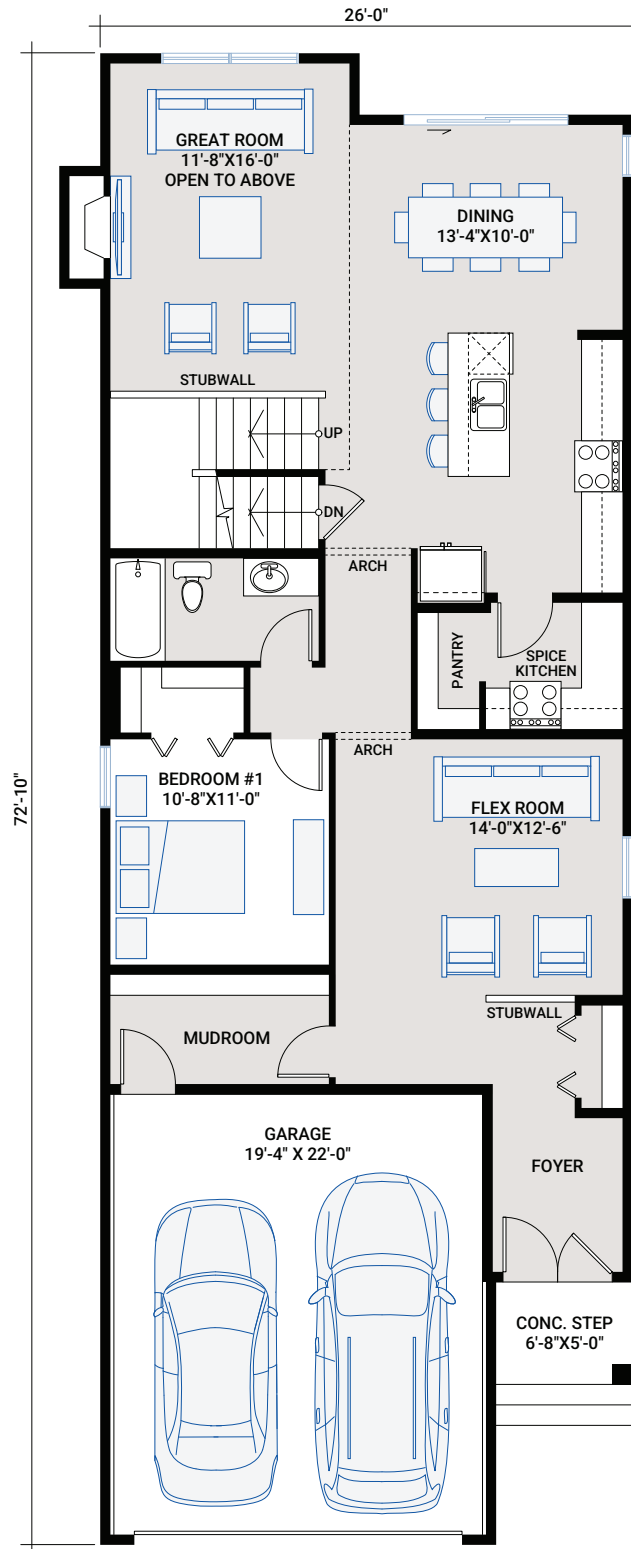 26'-0"
GREAT ROOM
11'-8"X16'-0"
OPEN TO ABOVE
DINING
13'-4"X10'-0"
STUBWALL
UP
DN
ARCH
PANTRY
SPICE
KITCHEN
ARCH
BEDROOM #1
10'-8"X11'-0"
FLEX ROOM
14'-0"X12'-6"
72'-10"
STUBWALL
MUDROOM
GARAGE
19'-4" X 22'-0"
FOYER
CONC. STEP
6'-8"X5'-0"